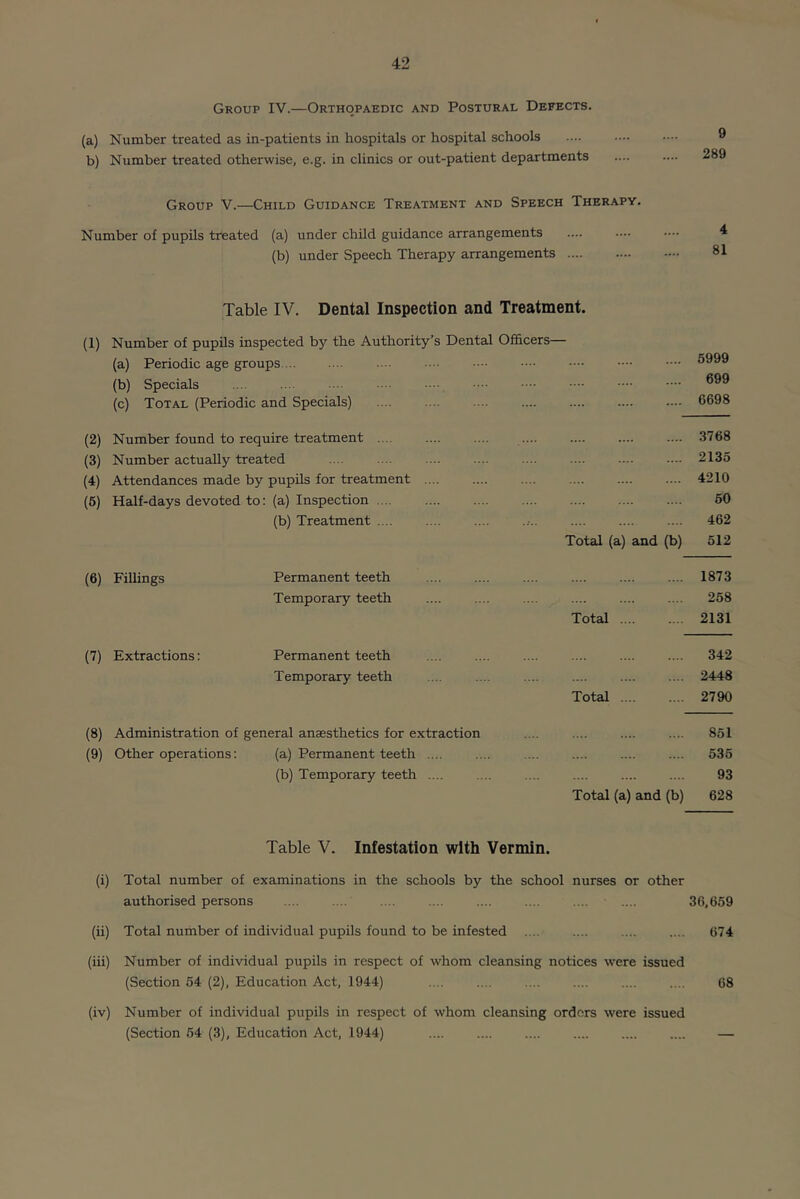 42
Group IV.—Orthopaedic and Postural Defects.
(a) Number treated as in-patients in hospitals or hospital schools .... .... .... 9
b) Number treated otherwise, e.g. in clinics or out-patient departments .... .... 289
Group V.—Child Guidance Treatment and Speech Therapy.
Number of pupils treated (a) under child guidance arrangements .... .... .... 4
(b) under Speech Therapy arrangements .... .... .... 81
Table IV. Dental Inspection and Treatment.
(1) Number of pupils inspected by the Authority's Dental Officers—
(a) Periodic age groups.... .... .... .... .... .... .... .... .... 5999
(b) Specials .... .... .... .... .... .... .... .... .... .... 699
(c) Total (Periodic and Specials) .... .... .... .... .... .... .... 6698
(2) Number found to require treatment .... .... .... .... .... .... .... 3768
(3) Number actually treated .... .... .... .... .... .... .... .... 2135
(4) Attendances made by pupils for treatment .... .... .... .... .... .... 4210
(5) Half-days devoted to: (a) Inspection .... .... .... .... .... .... .... 50
(b) Treatment .... .... .... .... .... .... .... 462
Total (a) and (b) 512
(6) Fillings Permanent teeth .... .... .... .... .... .... 1873
Temporary teeth .... .... .... .... .... .... 258
Total .... .... 2131
(7) Extractions: Permanent teeth .... .... .... .... .... .... 342
Temporary teeth .... .... .... .... .... .... 2448
Total .... .... 2790
(8) Administration of general anæsthetics for extraction .... .... .... .... 851
(9) Other operations: (a) Permanent teeth .... .... .... .... .... .... 535
(b) Temporary teeth .... .... .... .... .... .... 93
Total (a) and (b) 628
Table V. Infestation with Vermin.
(i) Total number of examinations in the schools by the school nurses or other
authorised persons .... .... .... .... .... .... .... .... 36,659
(ii) Total number of individual pupils found to be infested .... .... .... .... 674
(iii) Number of individual pupils in respect of whom cleansing notices were issued
(Section 54 (2), Education Act, 1944) .... .... .... .... .... .... 68
(iv) Number of individual pupils in respect of whom cleansing orders were issued
(Section 54 (3), Education Act, 1944) .... .... .... .... .... .... —